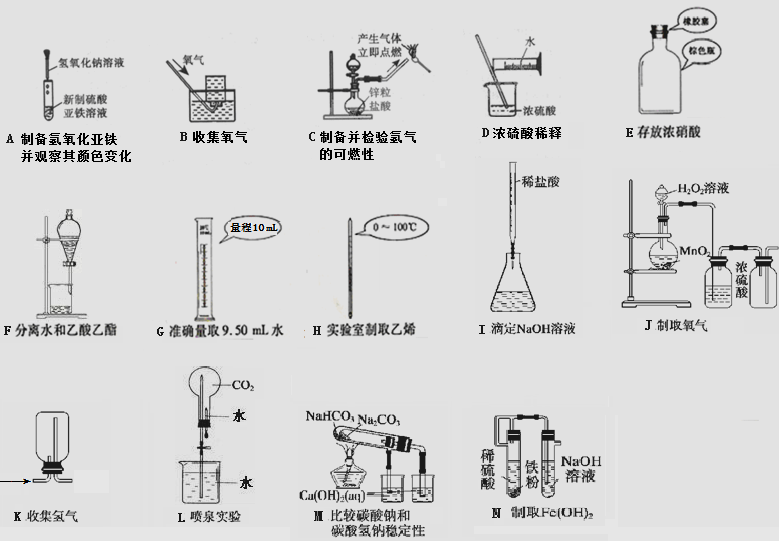 氢氧化钠溶液
新制硫酸
亚铁溶液
A 制备氢氧化亚铁
并观察其颜色变化
氧气
B 收集氧气
产生气体
立即点燃
锌粒
盐酸
C 制备并检验氢气
的可燃性
水
浓硫酸
D 浓硫酸稀释
橡胶塞
棕色瓶
E 存放浓硝酸
F 分离水和乙酸乙酯
量程10mL
G 准确量取9.50 mL水
0~100℃
H 实验室制取乙烯
稀盐酸
I 滴定NaOH溶液
H₂O₂溶液
MnO₂
浓硫酸
J 制取氧气
K 收集氢气
CO₂
水
水
L 喷泉实验
NaHCO₃
Na₂CO₃
Ca(OH)₂(aq)
M 比较碳酸钠和
碳酸氢钠稳定性
稀硫酸
铁粉
NaOH
溶液
N 制取Fe(OH)₂